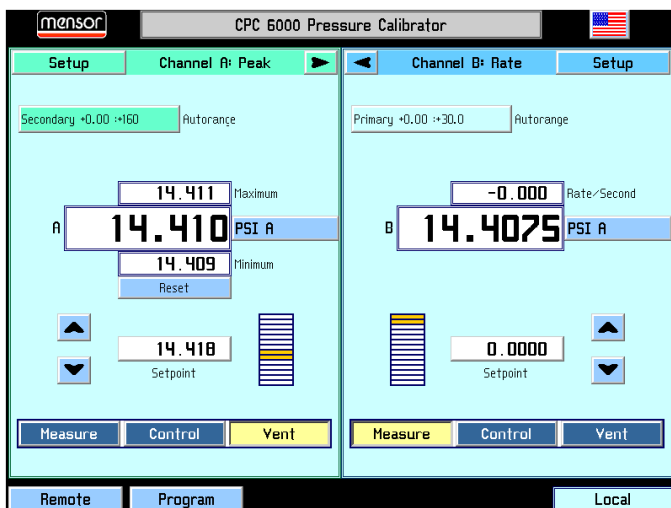 mensor
CPC 6000 Pressure Calibrator
Setup
Channel A: Peak
Channel B: Rate
Setup
Secondary +0.00 :+160
Autorange
Primary +0.00 :+30.0
Autorange
14.411
Maximum
A
14.410
PSI A
14.409
Minimum
Reset
14.418
Setpoint
Measure
Control
Vent
-0.000
Rate/Second
B
14.4075
PSI A
0.0000
Setpoint
Measure
Control
Vent
Remote
Program
Local